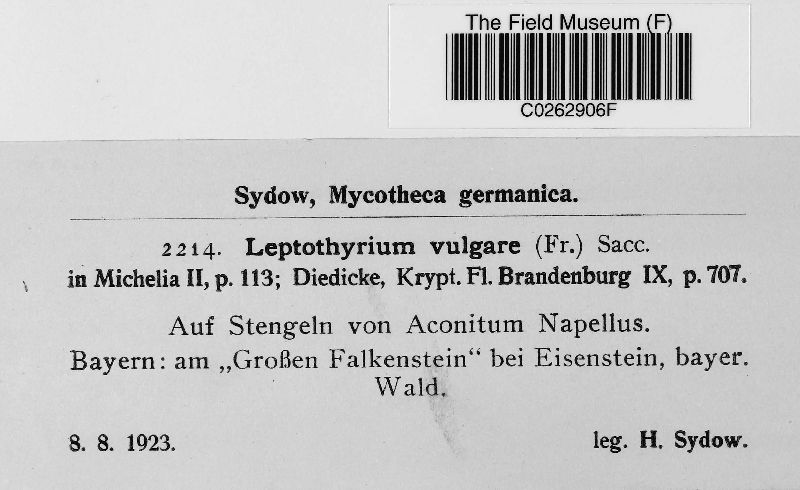 The Field Museum (F)
C0262906F
Sydow, Mycotheca germanica.
2214. Leptothyrium vulgare (Fr.) Sacc.
in Michelia II, p. 113; Diedicke, Krypt. Fl. Brandenburg IX, p. 707.
Auf Stengeln von Aconitum Napellus.
Bayern: am „Großen Falkenstein“ bei Eisenstein, bayer.
Wald.
8. 8. 1923. leg. H. Sydow.